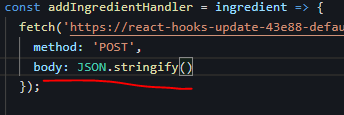 const addIngredientHandler = ingredient => {
fetch('https://react-hooks-update-43e88-defau
method: 'POST',
body: JSON.stringify()
});